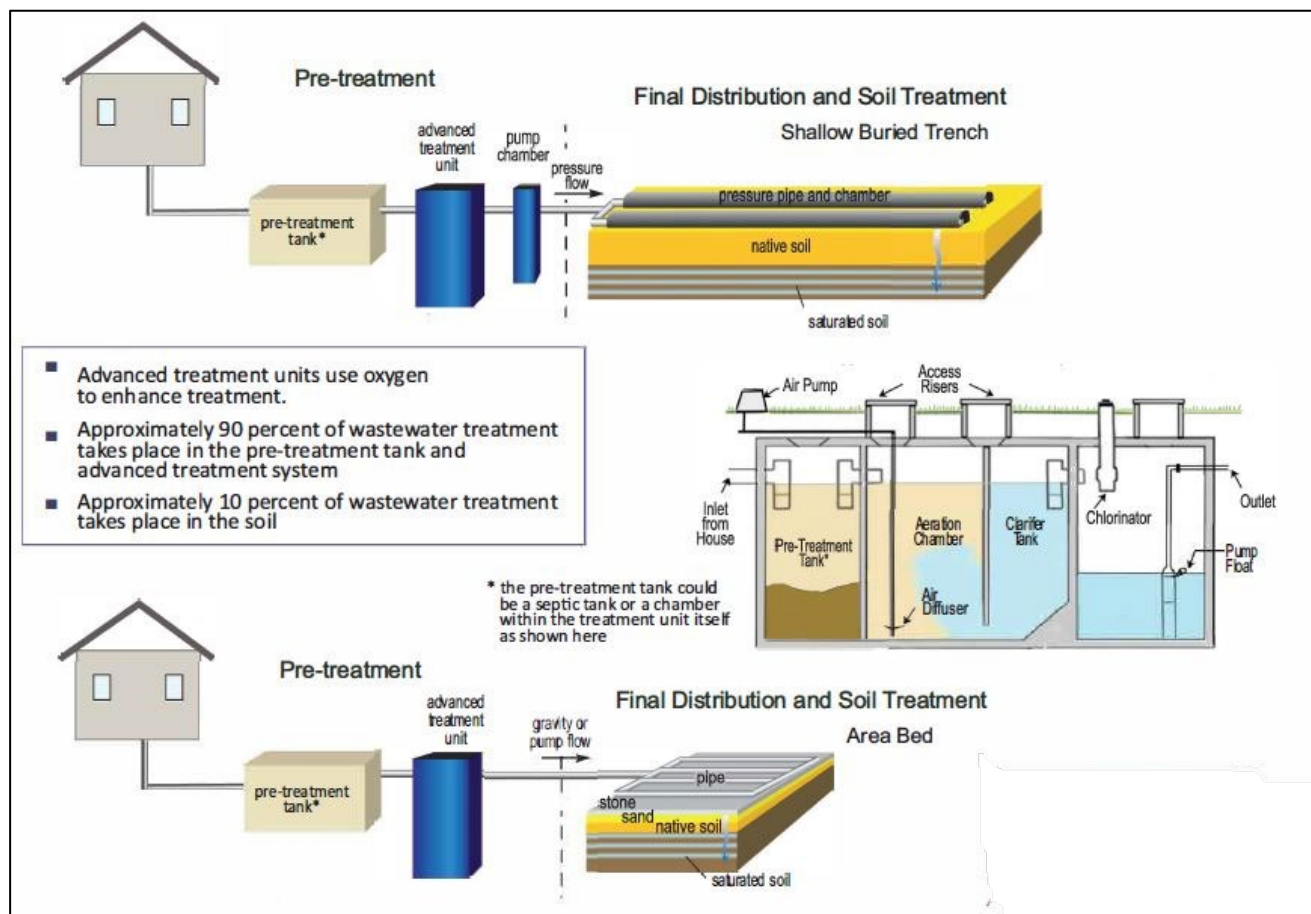 Pre-treatment
Final Distribution and Soil Treatment
Shallow Buried Trench
advanced
treatment
unit
pump
chamber
pressure
flow
pressure pipe and chamber
pre-treatment
tank*
native soil
saturated soil
▪ Advanced treatment units use oxygen
to enhance treatment.
▪ Approximately 90 percent of wastewater treatment
takes place in the pre-treatment tank and
advanced treatment system
▪ Approximately 10 percent of wastewater treatment
takes place in the soil
Air Pump
Access
Risers
Inlet
from
House
Pre-Treatment
Tank*
Aeration
Chamber
Clarifer
Tank
Chlorinator
Outlet
Pump
Float
Air
Diffuser
* the pre-treatment tank could
be a septic tank or a chamber
within the treatment unit itself
as shown here
Pre-treatment
Final Distribution and Soil Treatment
Area Bed
advanced
treatment
unit
gravity or
pump flow
pre-treatment
tank*
pipe
stone
sand
native soil
saturated soil